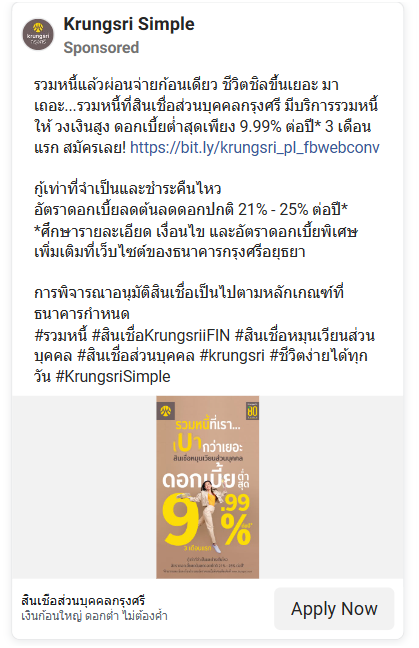 Krungsri Simple
Sponsored
krungsri
กรุงศรี
รวมหนี้แล้วผ่อนจ่ายก้อนเดียว ชีวิตชิลขึ้นเยอะ มา
เถอะ...รวมหนี้ที่สินเชื่อส่วนบุคคลกรุงศรี มีบริการรวมหนี้
ให้ วงเงินสูง ดอกเบี้ยต่ำสุดเพียง 9.99% ต่อปี* 3 เดือน
แรก สมัครเลย! https://bit.ly/krungsri_pl_fbwebconv
กู้เท่าที่จำเป็นและชำระคืนไหว
อัตราดอกเบี้ยลดต้นลดดอกปกติ 21% - 25% ต่อปี*
*ศึกษารายละเอียด เงื่อนไข และอัตราดอกเบี้ยพิเศษ
เพิ่มเติมที่เว็บไซต์ของธนาคารกรุงศรีอยุธยา
การพิจารณาอนุมัติสินเชื่อเป็นไปตามหลักเกณฑ์ที่
ธนาคารกำหนด
#รวมหนี้ #สินเชื่อKrungsriiFIN #สินเชื่อหมุนเวียนส่วน
บุคคล #สินเชื่อส่วนบุคคล #krungsri #ชีวิตง่ายได้ทุก
วัน #KrungsriSimple
รวมหนี้ที่เรา...
เบากว่าเยอะ
สินเชื่อหมุนเวียนส่วนบุคคล
ดอกเบี้ยต่ำสุด
9.99%
3 เดือนแรก
สินเชื่อส่วนบุคคลกรุงศรี
เงินก้อนใหญ่ ดอกต่ำ ไม่ต้องค้ำ
Apply Now